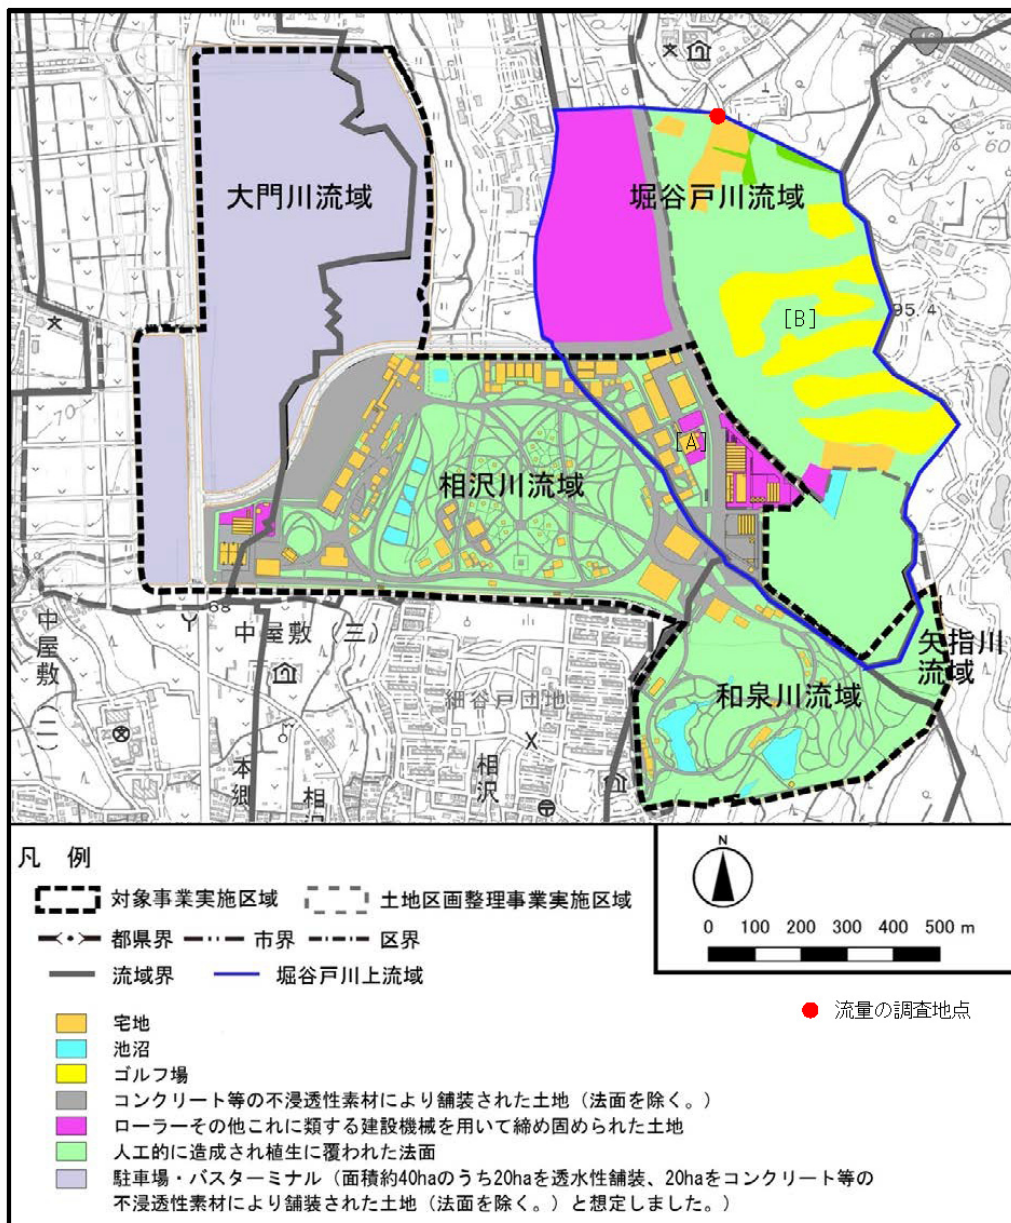 大門川流域
堀谷戸川流域
[B]
95.4
60
70
[A]
相沢川流域
68
中屋敷(三)
中屋敷(二)
矢指川
流域
和泉川流域
細谷戸団地
本郷
相沢
凡 例
対象事業実施区域
土地区画整理事業実施区域
都県界
市界
区界
流域界
堀谷戸川上流域
N
0 100 200 300 400 500 m
流量の調査地点
宅地
池沼
ゴルフ場
コンクリート等の不浸透性素材により舗装された土地(法面を除く。)
ローラーその他これに類する建設機械を用いて締め固められた土地
人工的に造成され植生に覆われた法面
駐車場・バスターミナル(面積約40haのうち20haを透水性舗装、20haをコンクリート等の
不浸透性素材により舗装された土地(法面を除く。)と想定しました。)